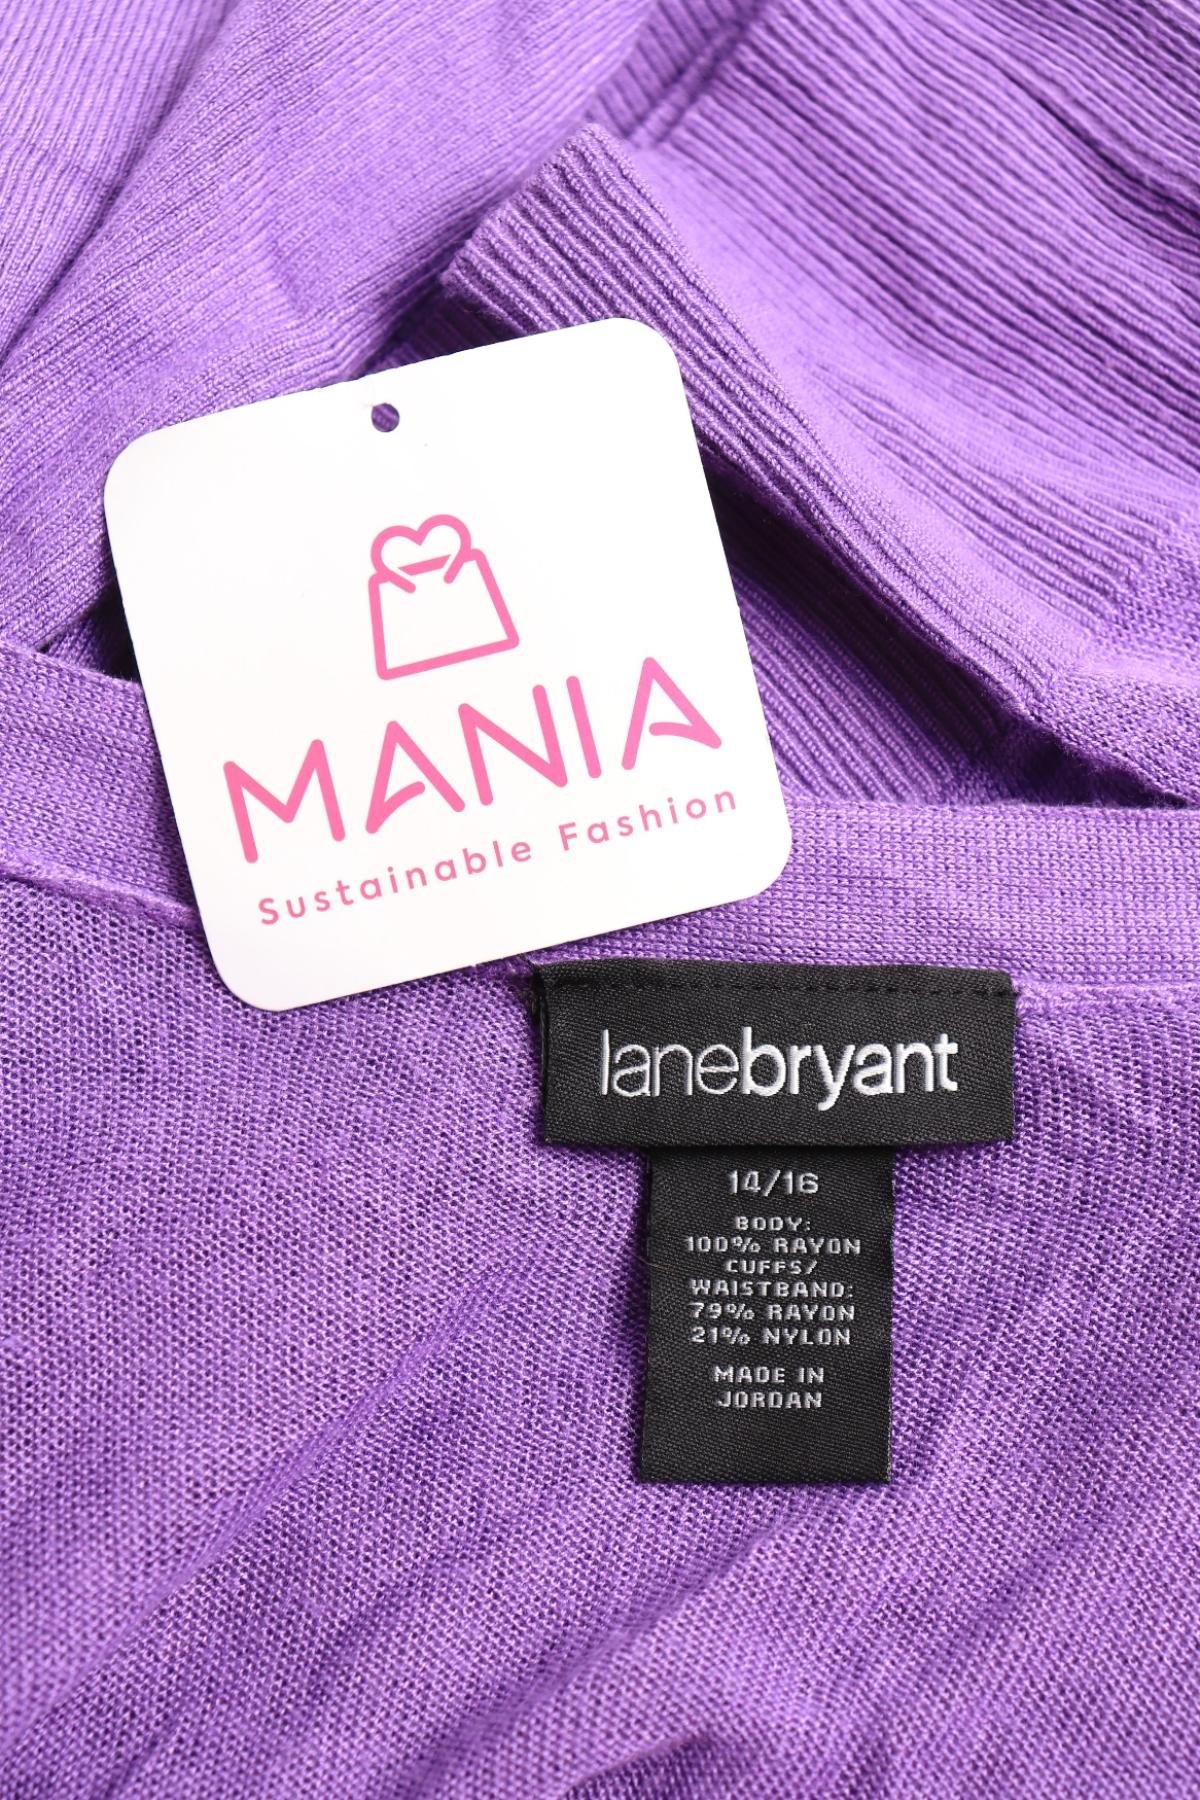 MANIA
Sustainable Fashion
lanebryant
14/16
BODY:
100% RAYON
CUFFS/
WAISTBAND:
79% RAYON
21% NYLON
MADE IN
JORDAN